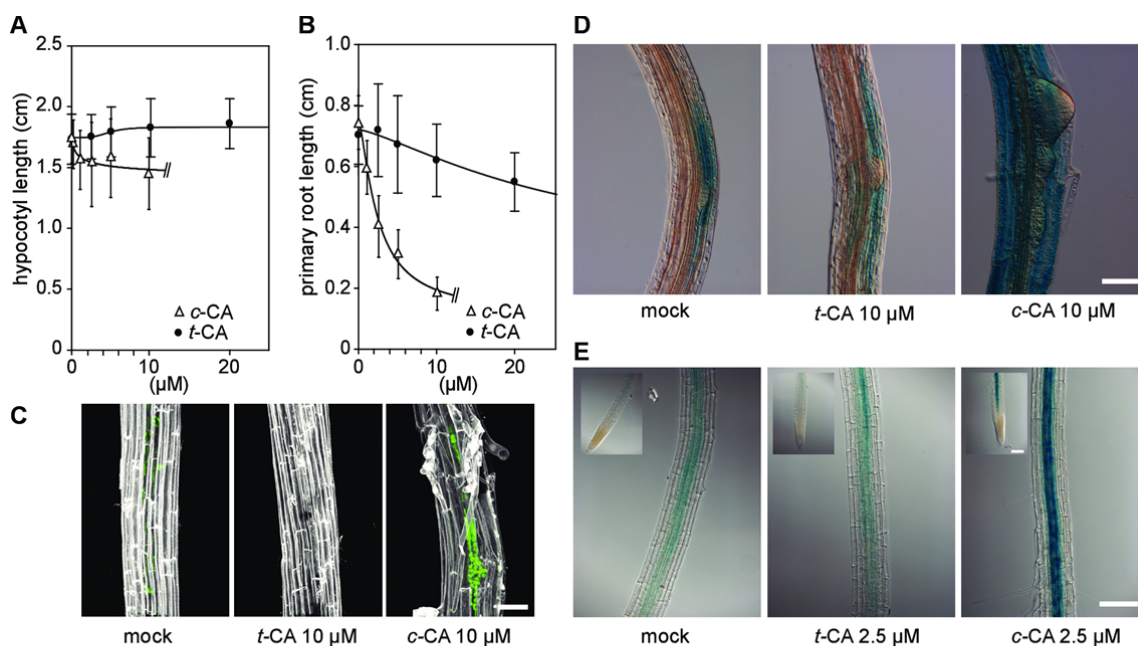 A
hypocotyl length (cm)
2.5
2.0
1.5
1.0
0.5
0
0
10
20
(µM)
c-CA
t-CA
B
primary root length (cm)
1.0
0.8
0.6
0.4
0.2
0
0
10
20
(µM)
c-CA
t-CA
C
mock
t-CA 10 µM
c-CA 10 µM
D
mock
t-CA 10 µM
c-CA 10 µM
E
mock
t-CA 2.5 µM
c-CA 2.5 µM